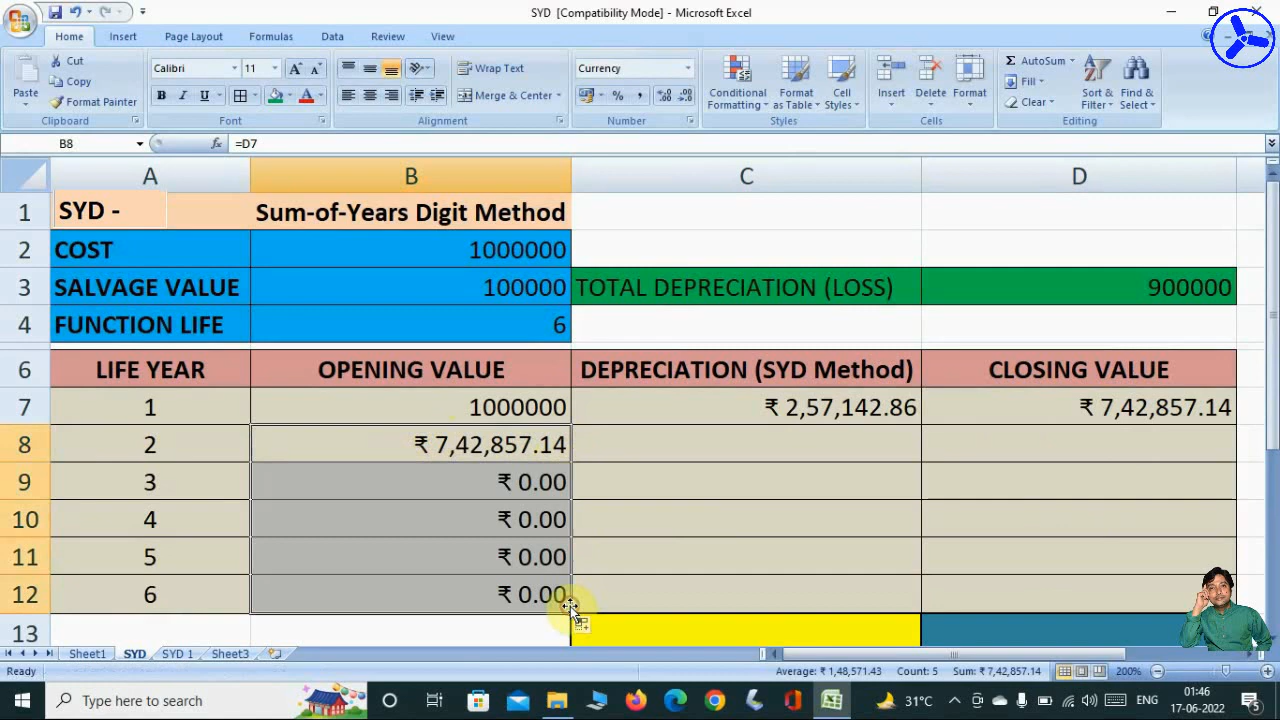 SYD [Compatibility Mode] - Microsoft Excel
Home Insert Page Layout Formulas Data Review View
Paste Cut Copy Format Painter Clipboard
Calibri 11 A A B I U A Font
Wrap Text Merge & Center Alignment
Currency % , Number
Conditional Formatting Format as Table Cell Styles Styles
Insert Delete Format Cells
Σ AutoSum Fill Clear Sort & Filter Find & Select Editing
B8 fx =D7
A B C D
1 SYD - Sum-of-Years Digit Method
2 COST 1000000
3 SALVAGE VALUE 100000 TOTAL DEPRECIATION (LOSS) 900000
4 FUNCTION LIFE 6
6 LIFE YEAR OPENING VALUE DEPRECIATION (SYD Method) CLOSING VALUE
7 1 1000000 ₹ 2,57,142.86 ₹ 7,42,857.14
8 2 ₹ 7,42,857.14
9 3 ₹ 0.00
10 4 ₹ 0.00
11 5 ₹ 0.00
12 6 ₹ 0.00
13
Sheet1 SYD SYD 1 Sheet3
Ready Average: ₹ 1,48,571.43 Count: 5 Sum: ₹ 7,42,857.14 200%
Type here to search 31°C ENG 01:46
17-06-2022 5